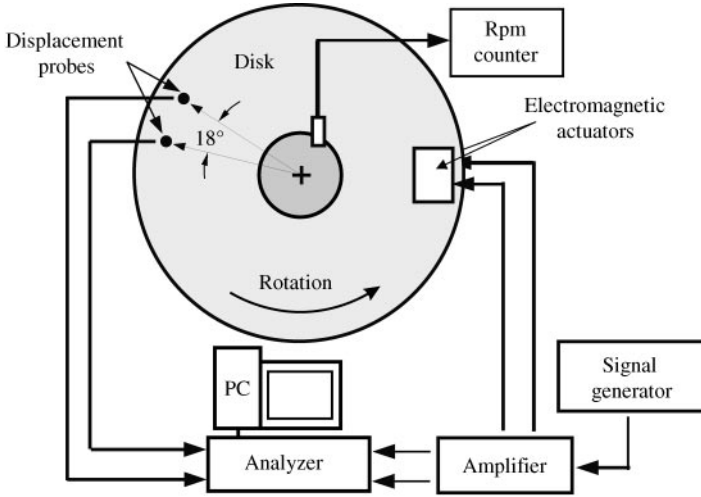 Displacement
probes
Disk
Rpm
counter
Electromagnetic
actuators
18°
Rotation
Signal
generator
PC
Analyzer
Amplifier